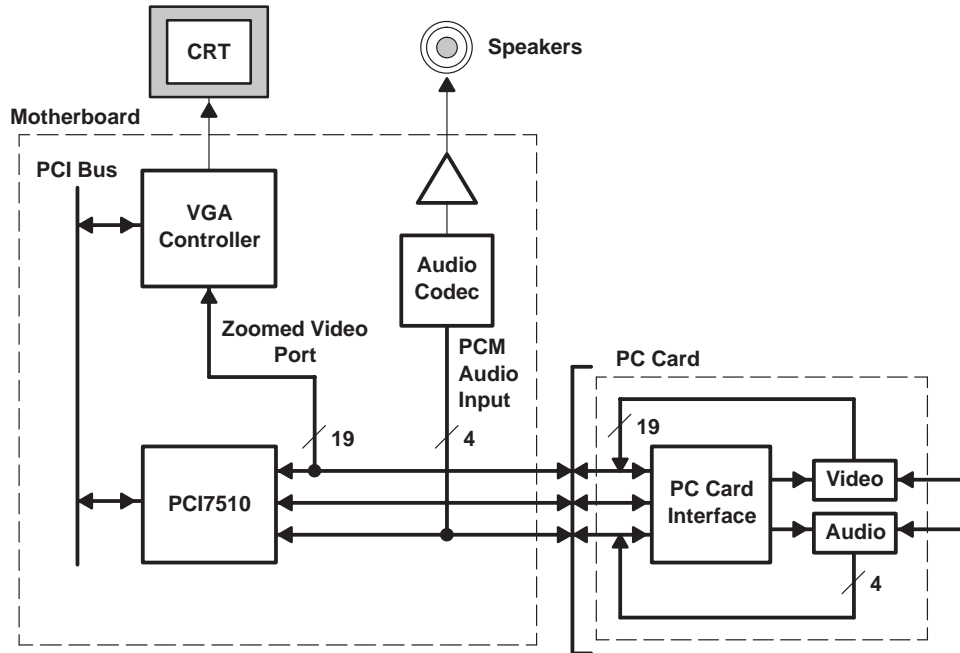 CRT
Speakers
Motherboard
PCI Bus
VGA
Controller
Audio
Codec
Zoomed Video
Port
PCM
Audio
Input
PC Card
19
4
19
PCI7510
PC Card
Interface
Video
Audio
4